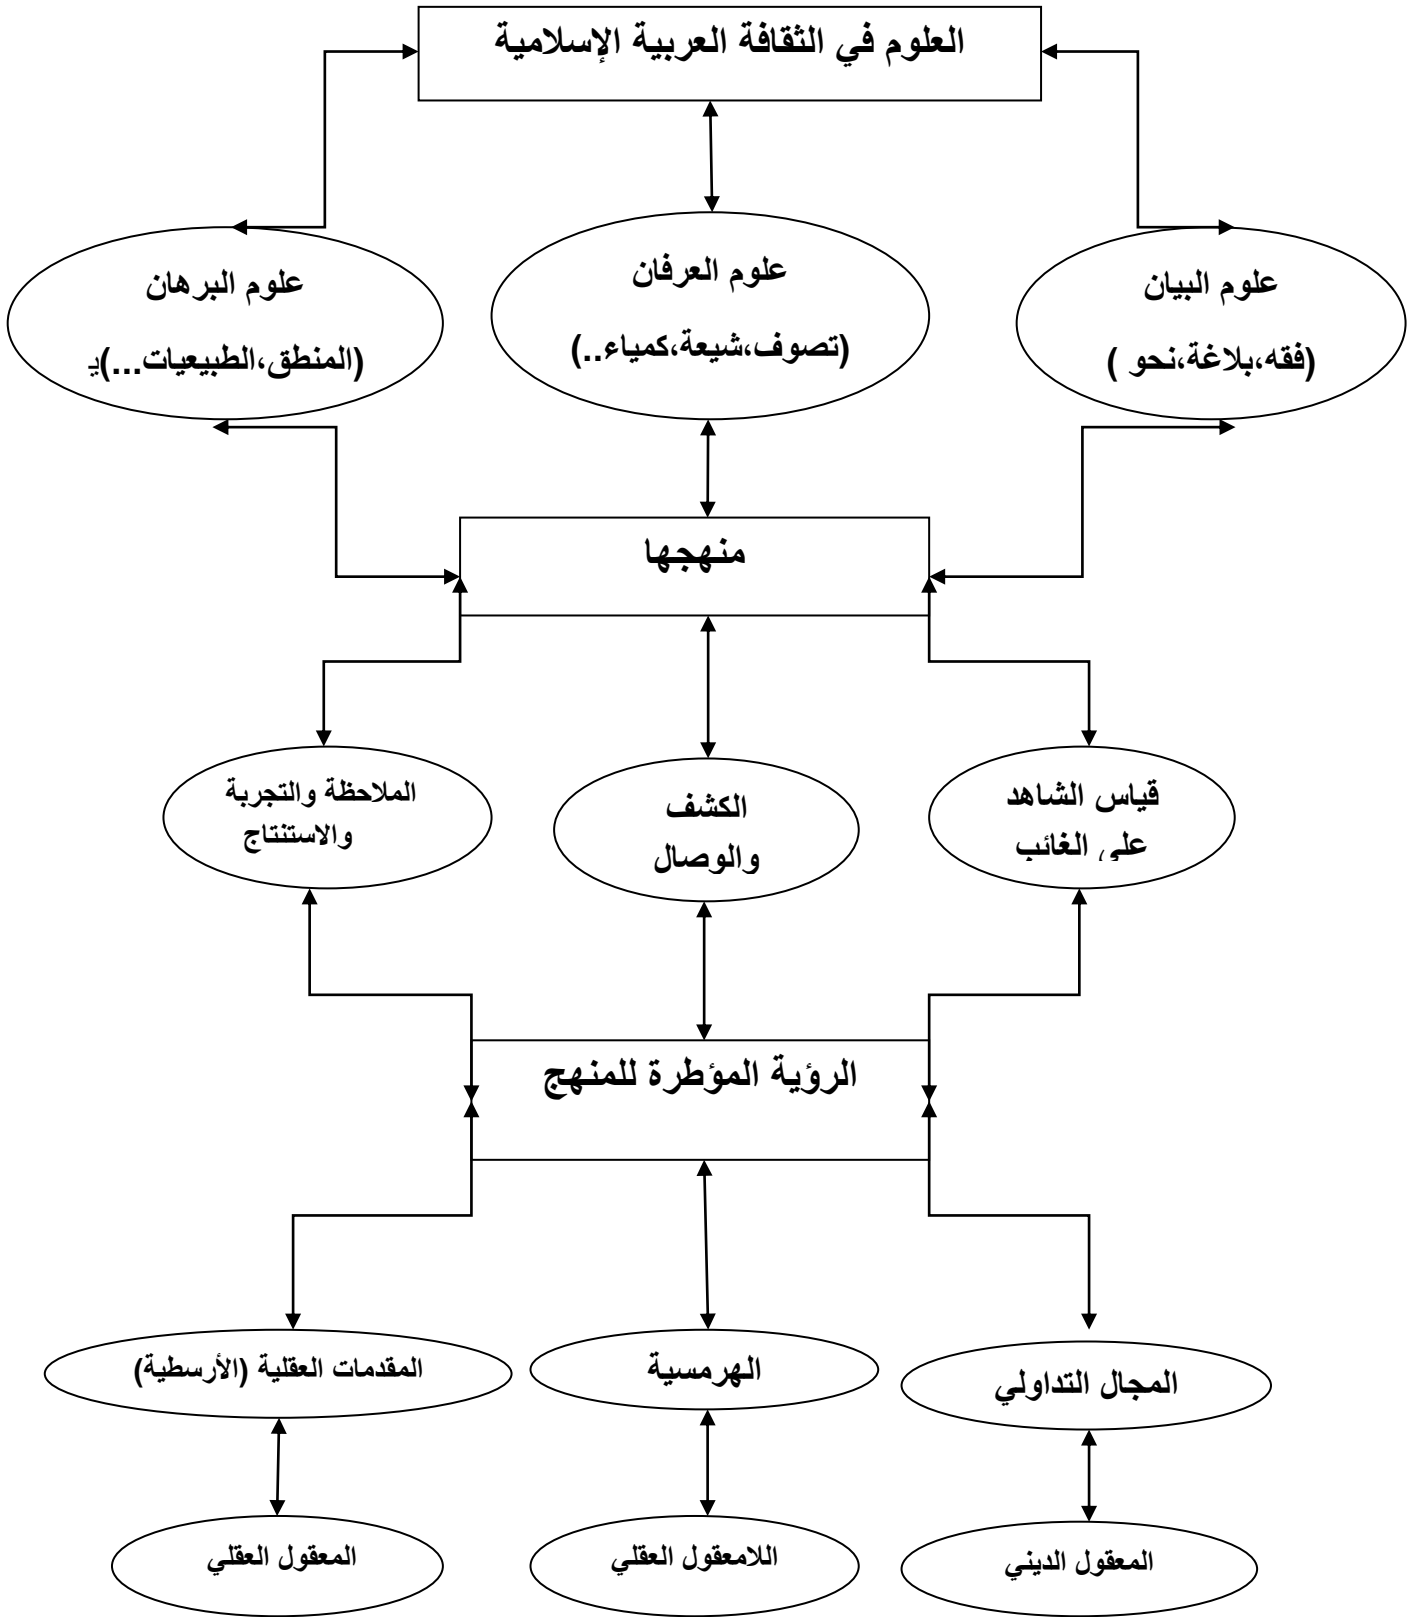 العلوم في الثقافة العربية الإسلامية
علوم البيان
(فقه،بلاغة،نحو )
علوم العرفان
(تصوف،شيعة،كمياء..)
علوم البرهان
(المنطق،الطبيعيات...)يـ
منهجها
قياس الشاهد
على الغائب
الكشف
والوصال
الملاحظة والتجربة
والاستنتاج
الرؤية المؤطرة للمنهج
المجال التداولي
الهرمسية
المقدمات العقلية (الأرسطية)
المعقول الديني
اللامعقول العقلي
المعقول العقلي